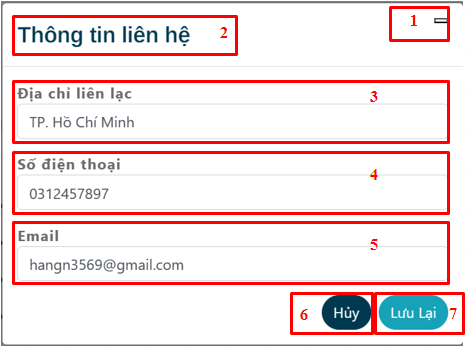 1
Thông tin liên hệ 2
Địa chỉ liên lạc 3
TP. Hồ Chí Minh
Số điện thoại 4
0312457897
Email 5
hangn3569@gmail.com
6 Hủy Lưu Lại 7